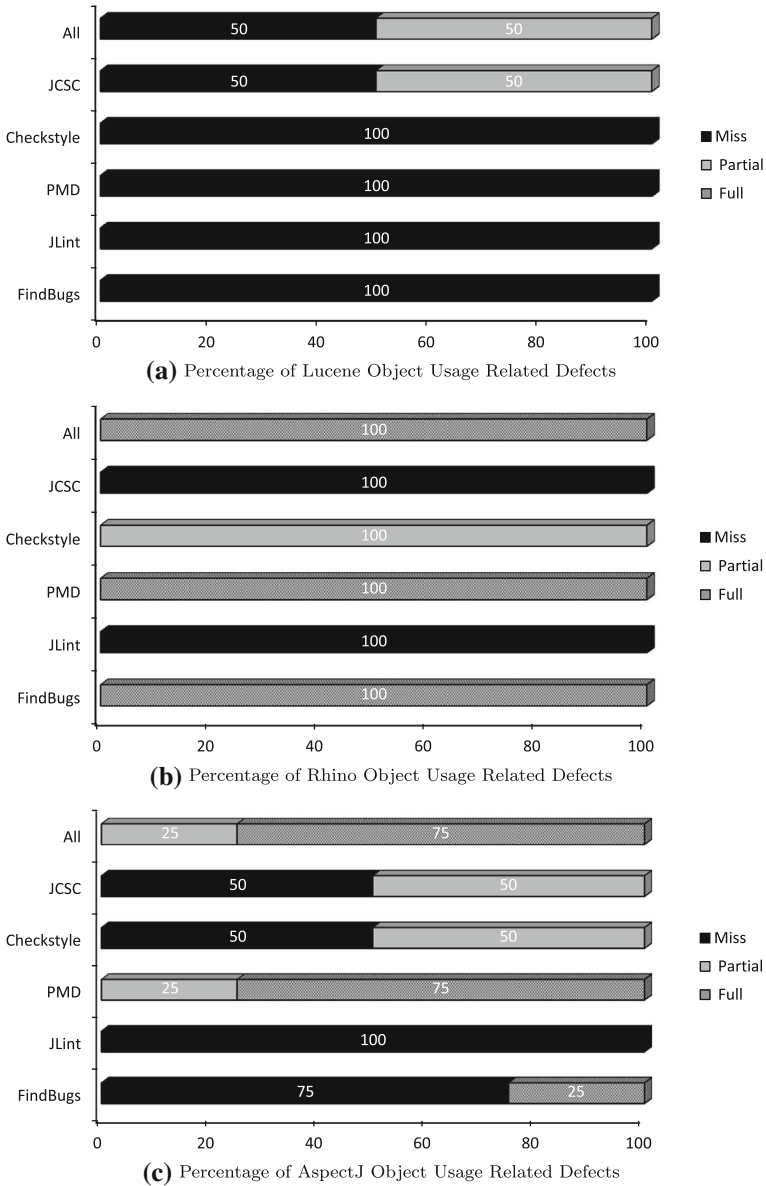 All 50 50
JCSC 50 50
Checkstyle 100
PMD 100
JLint 100
FindBugs 100
Miss
Partial
Full
0 20 40 60 80 100
(a) Percentage of Lucene Object Usage Related Defects
All 100
JCSC 100
Checkstyle 100
PMD 100
JLint 100
FindBugs 100
Miss
Partial
Full
0 20 40 60 80 100
(b) Percentage of Rhino Object Usage Related Defects
All 25 75
JCSC 50 50
Checkstyle 50 50
PMD 25 75
JLint 100
FindBugs 75 25
Miss
Partial
Full
0 20 40 60 80 100
(c) Percentage of AspectJ Object Usage Related Defects